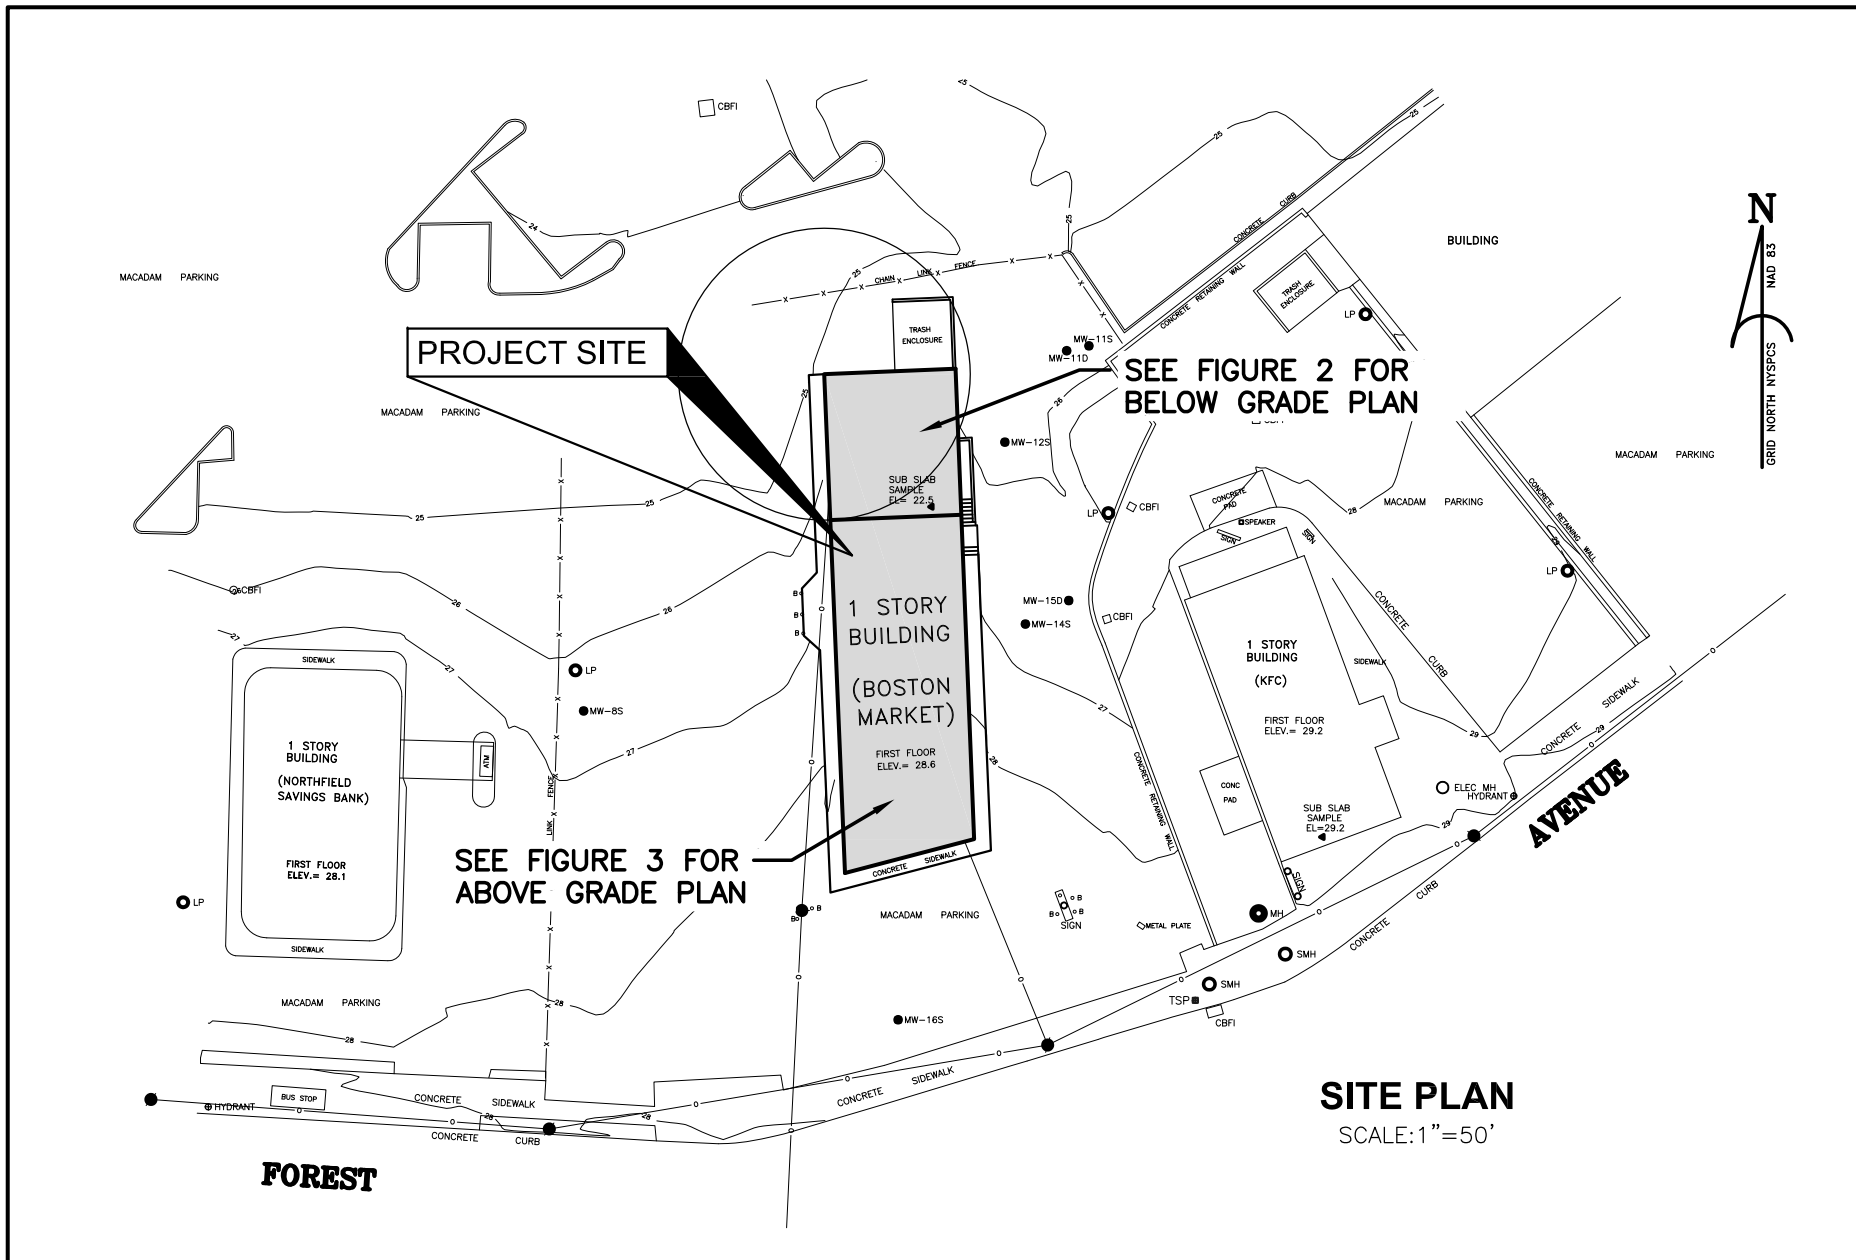 25
CBFI
25
25
24
N
GRID NORTH NYSPCS NAD 83
CONCRETE CURB
25
BUILDING
MACADAM PARKING
25
CHAIN LINK FENCE
CONCRETE RETAINING WALL
TRASH
ENCLOSURE
LP
TRASH
ENCLOSURE
PROJECT SITE
MW-11S
MW-11D
SEE FIGURE 2 FOR
BELOW GRADE PLAN
25
26
MACADAM PARKING
MW-12S
MACADAM PARKING
SUB SLAB
SAMPLE
EL= 22.5
25
25
LP
CBFI
CONCRETE
PAD
SPEAKER
SIGN
SIGN
28
MACADAM PARKING
CONCRETE RETAINING WALL
29
LP
26
CBFI
26
26
B
B
B
1 STORY
BUILDING
(BOSTON
MARKET)
FIRST FLOOR
ELEV.= 28.6
MW-15D
MW-14S
CBFI
CONCRETE CURB
27
SIDEWALK
27
LP
MW-8S
27
27
28
1 STORY
BUILDING
(KFC)
SIDEWALK
FIRST FLOOR
ELEV.= 29.2
29
CONCRETE SIDEWALK
29
1 STORY
BUILDING
(NORTHFIELD
SAVINGS BANK)
ATM
LINK FENCE
CONCRETE RETAINING WALL
CONC
PAD
SUB SLAB
SAMPLE
EL=29.2
ELEC MH
HYDRANT
29
AVENUE
FIRST FLOOR
ELEV.= 28.1
SEE FIGURE 3 FOR
ABOVE GRADE PLAN
CONCRETE SIDEWALK
LP
B
B
MACADAM PARKING
B
B
B
SIGN
METAL PLATE
SIGN
MH
CONCRETE CURB
SIDEWALK
SMH
SMH
TSP
CBFI
MACADAM PARKING
28
28
MW-16S
CONCRETE SIDEWALK
BUS STOP
HYDRANT
CONCRETE SIDEWALK
28
28
CONCRETE CURB
FOREST
SITE PLAN
SCALE:1"=50'